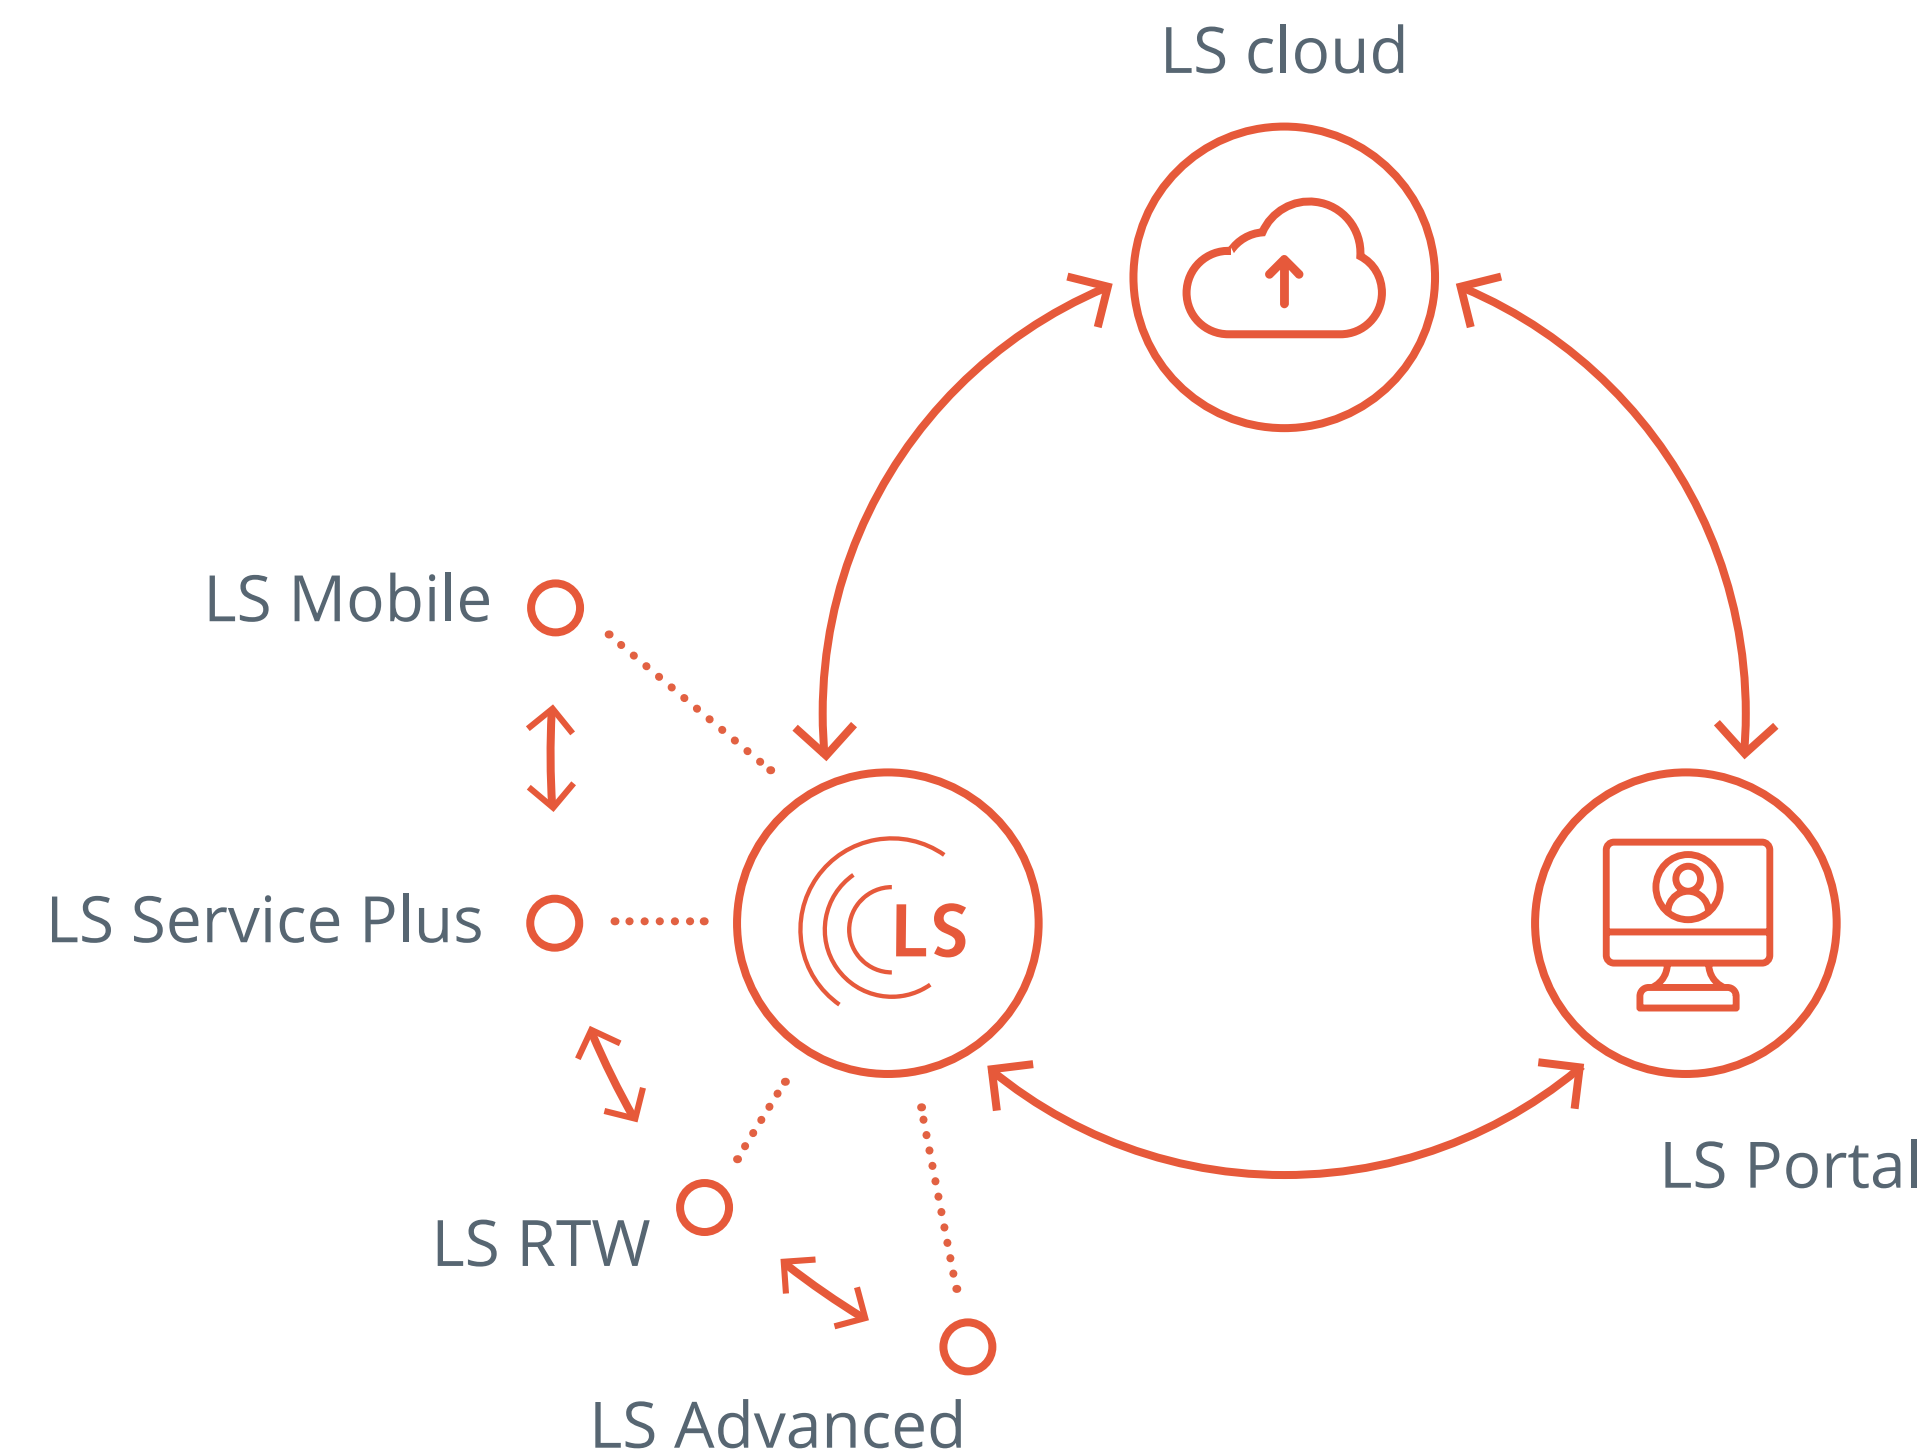 LS cloud
LS Mobile
LS Service Plus
LS
LS Portal
LS RTW
LS Advanced